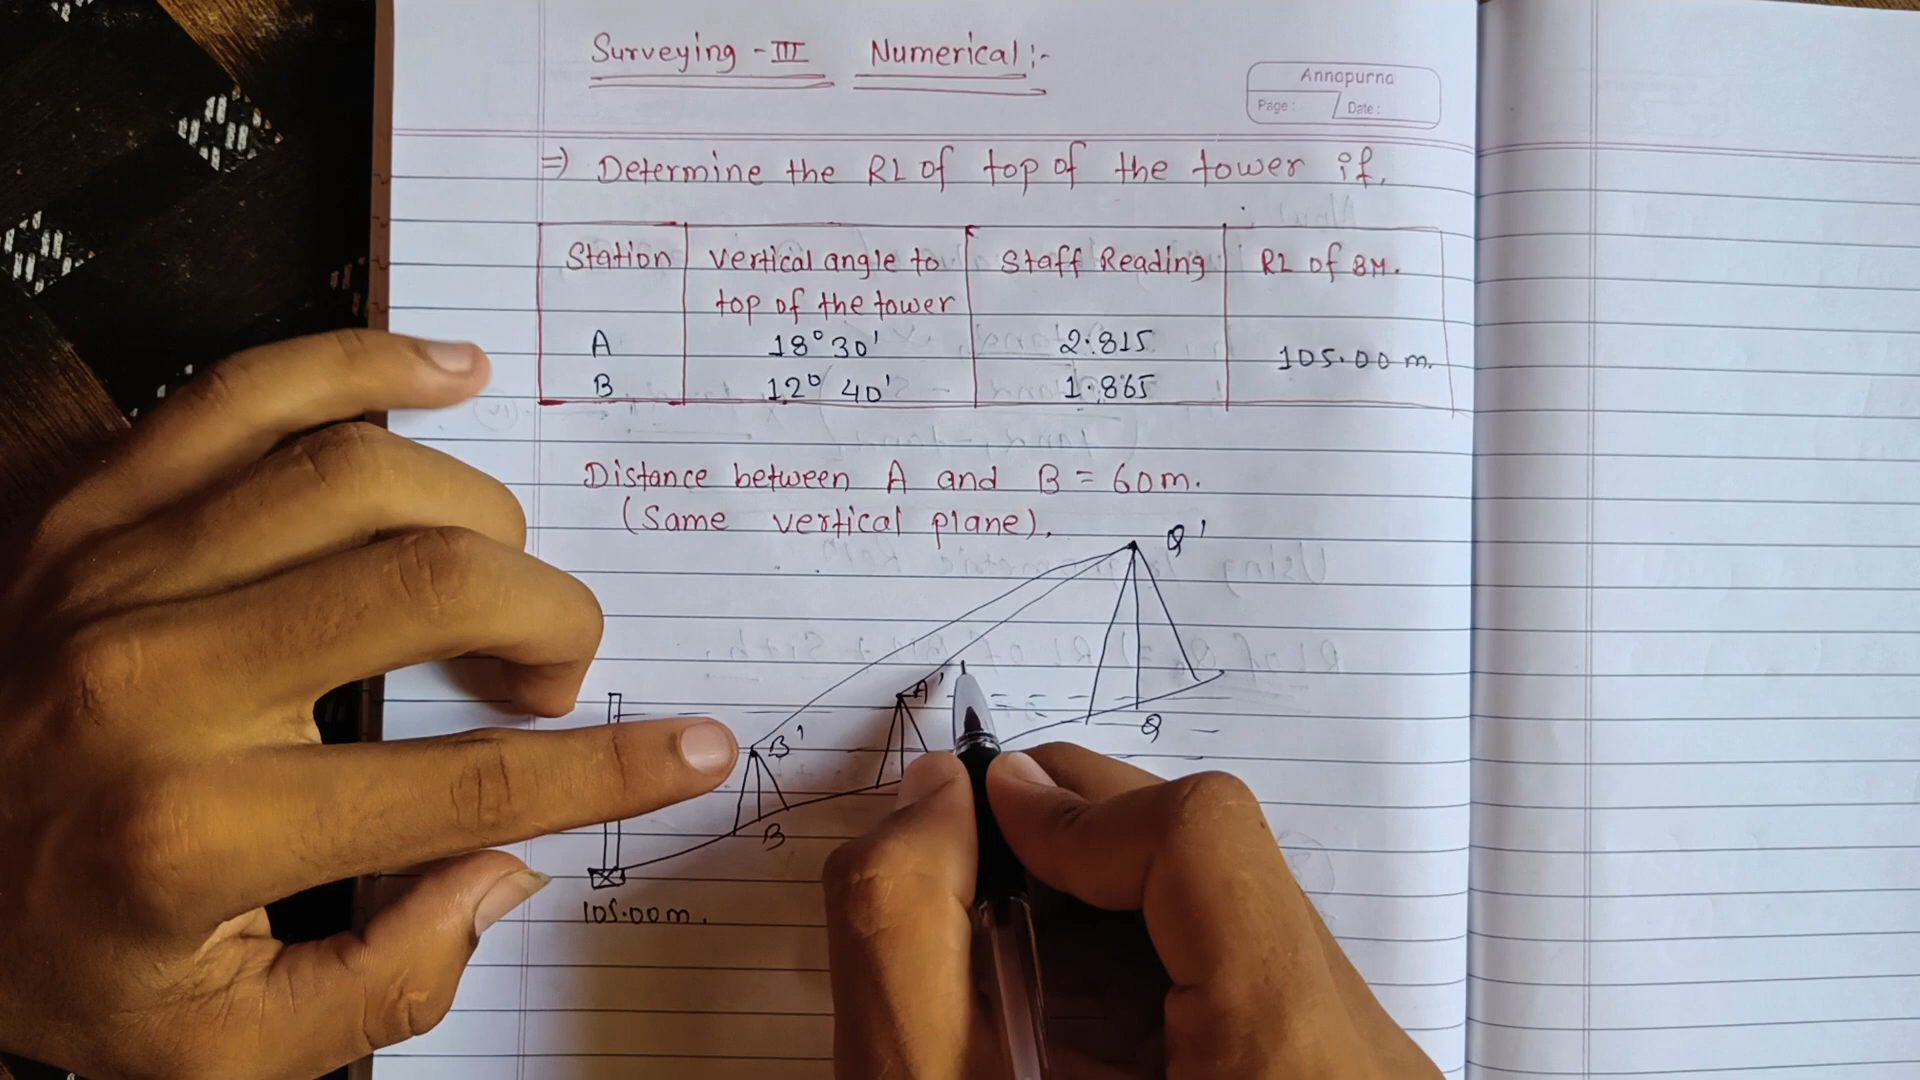 Surveying - III Numerical :-
Annapurna
Page : Date :
⇒ Determine the RL of top of the tower if,
Station Vertical angle to top of the tower Staff Reading RL of BM.
A 18° 30' 2.815 105.00 m.
B 12° 40' 1.865
Distance between A and B = 60m.
(Same vertical plane).
Q'
A'
B'
Q
B
105.00m.